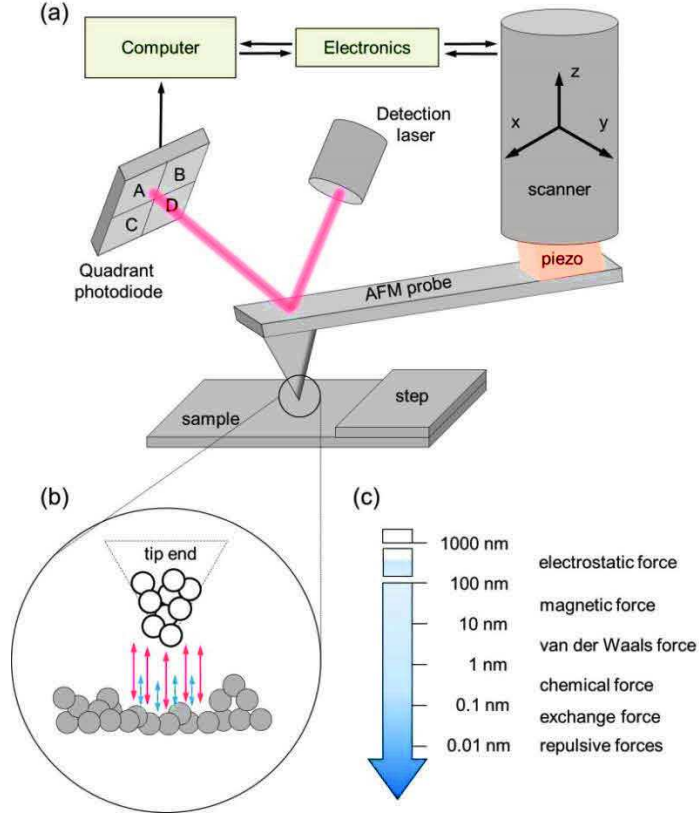 (a)
Computer
Electronics
Detection
laser
z
x
y
scanner
A
B
C
D
Quadrant
photodiode
piezo
AFM probe
sample
step
(b)
tip end
(c)
1000 nm
electrostatic force
100 nm
magnetic force
10 nm
van der Waals force
1 nm
chemical force
0.1 nm
exchange force
0.01 nm
repulsive forces